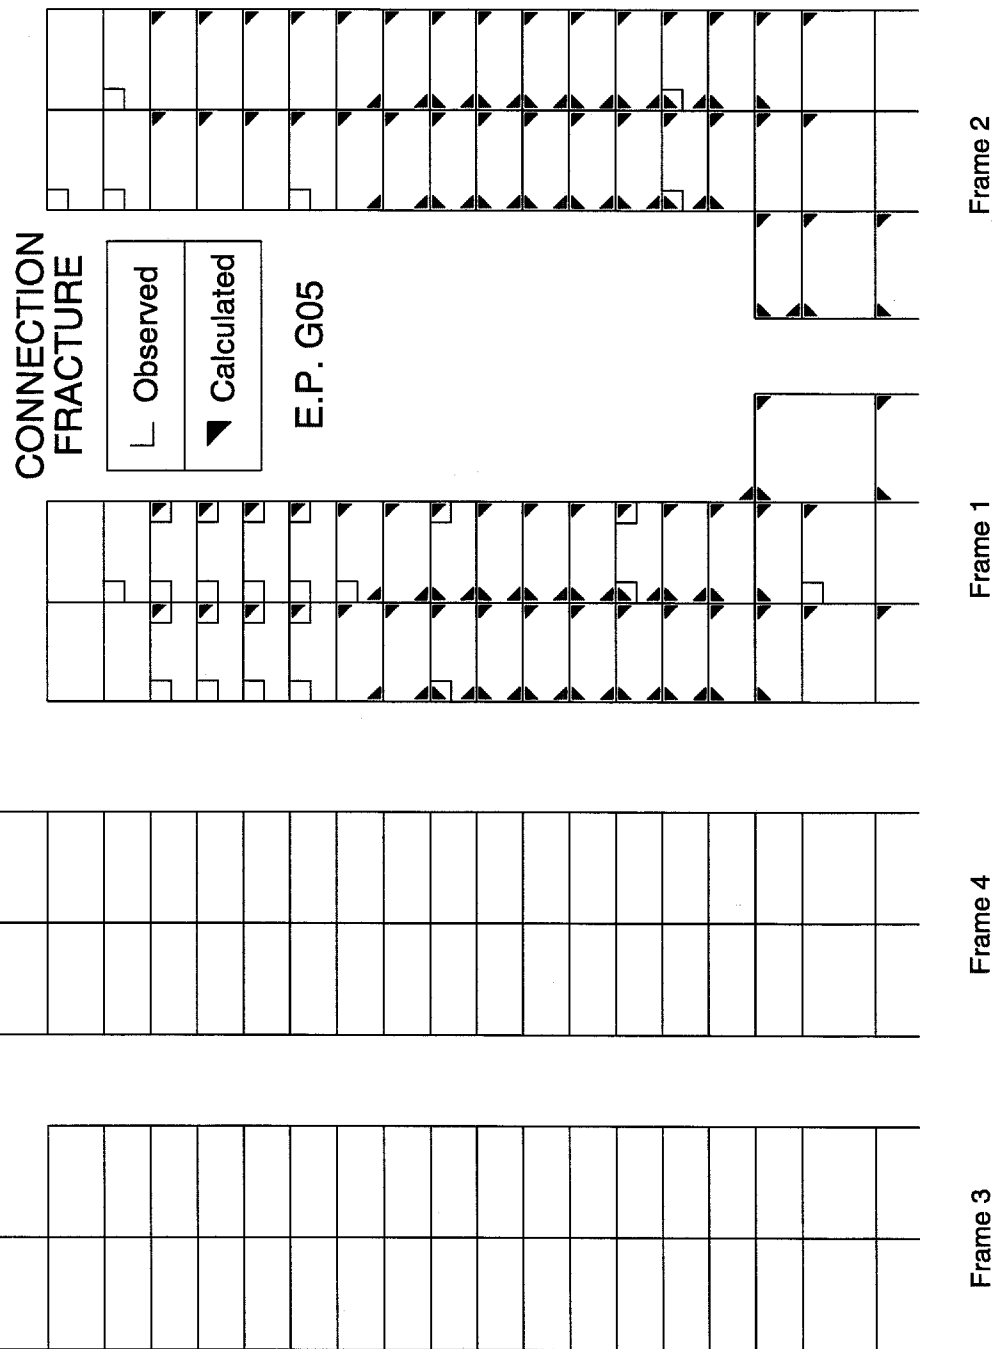 CONNECTION
FRACTURE
Observed
Calculated
E.P. G05
Frame 3
Frame 4
Frame 1
Frame 2